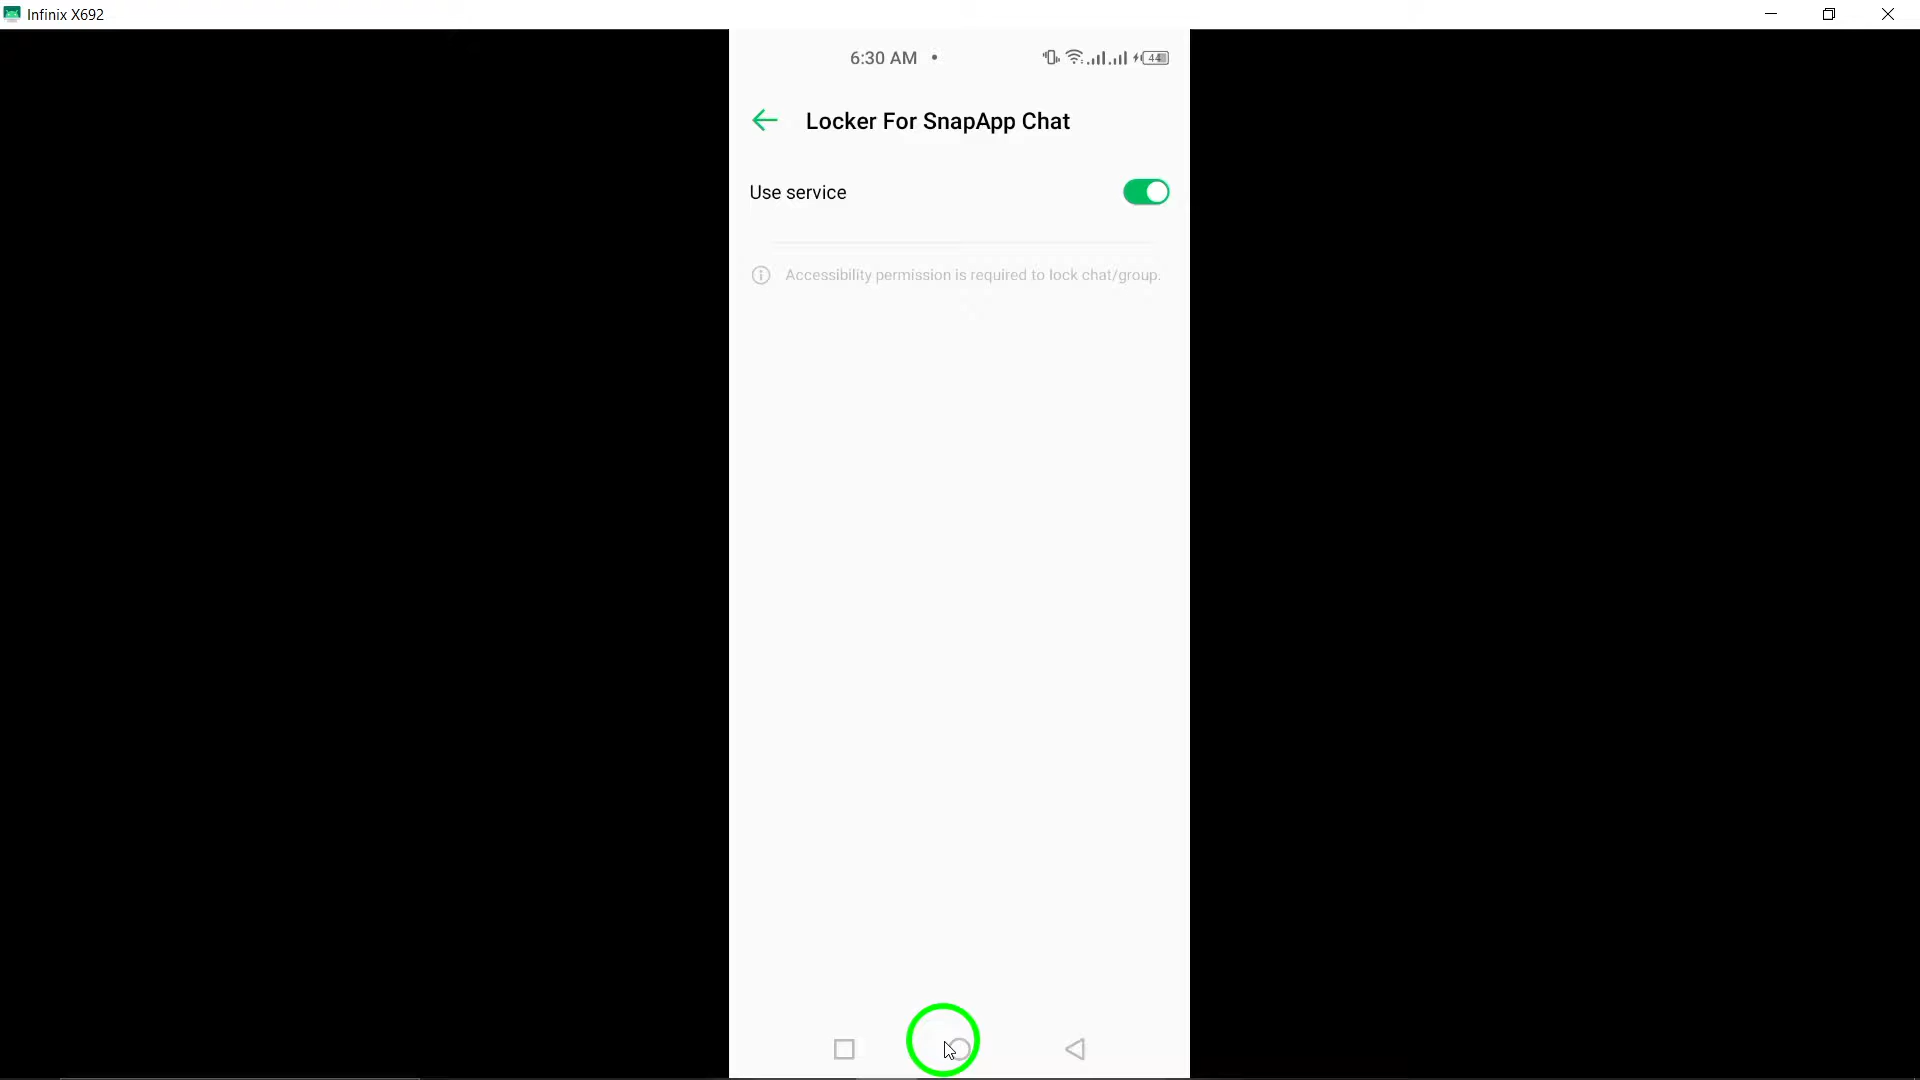 Infinix X692
6:30 AM
44
Locker For SnapApp Chat
Use service
Accessibility permission is required to lock chat/group.